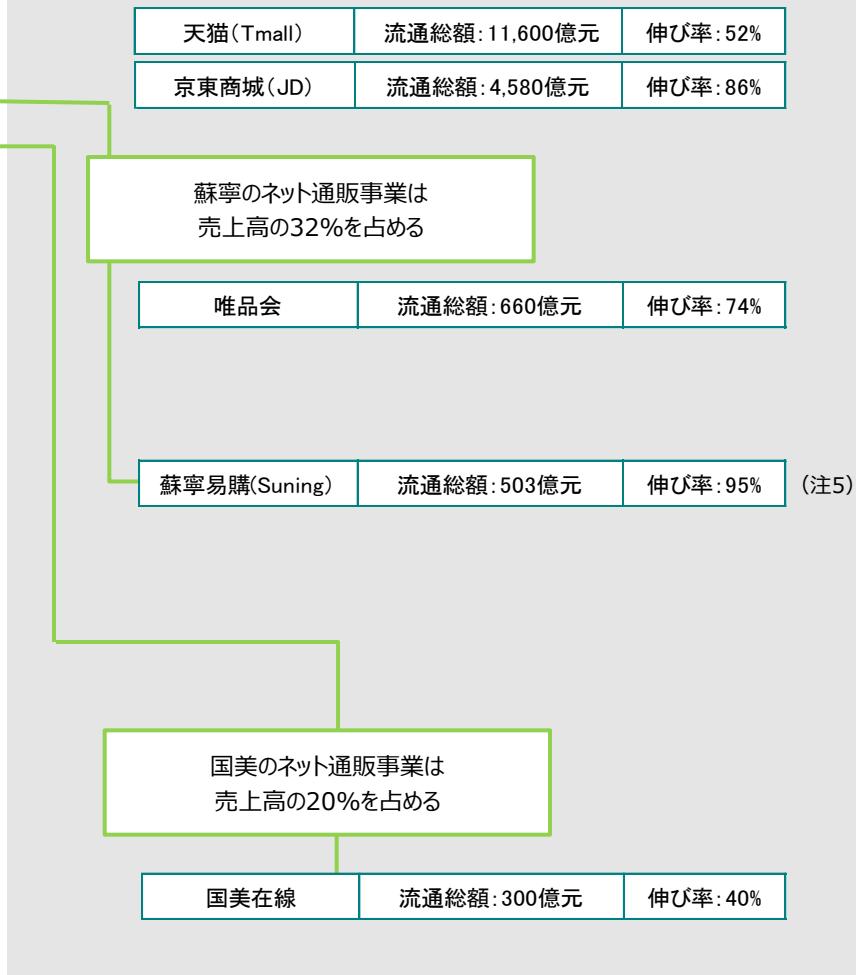 天猫（Tmall） 流通総額：11,600億元 伸び率：52%
京東商城（JD） 流通総額：4,580億元 伸び率：86%
蘇寧のネット通販事業は
売上高の32%を占める
唯品会 流通総額：660億元 伸び率：74%
蘇寧易購(Suning) 流通総額：503億元 伸び率：95% （注5）
国美のネット通販事業は
売上高の20%を占める
国美在線 流通総額：300億元 伸び率：40%